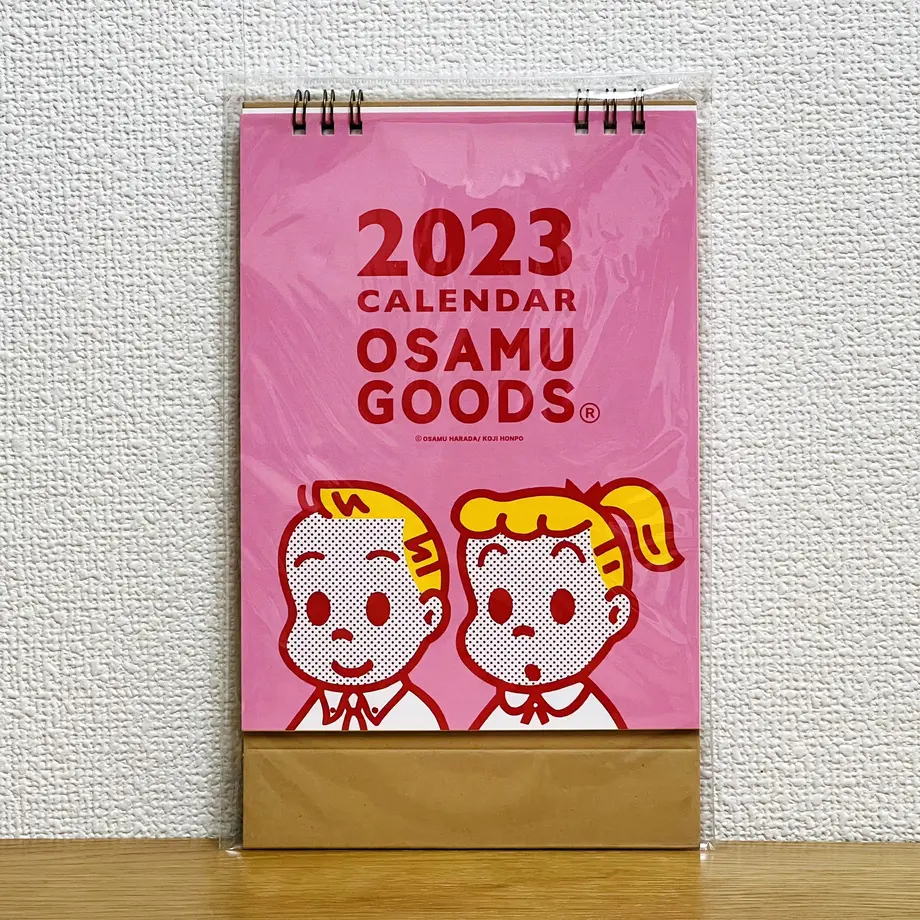 2023
CALENDAR
OSAMU
GOODS®
© OSAMU HARADA/ KOJI HONPO